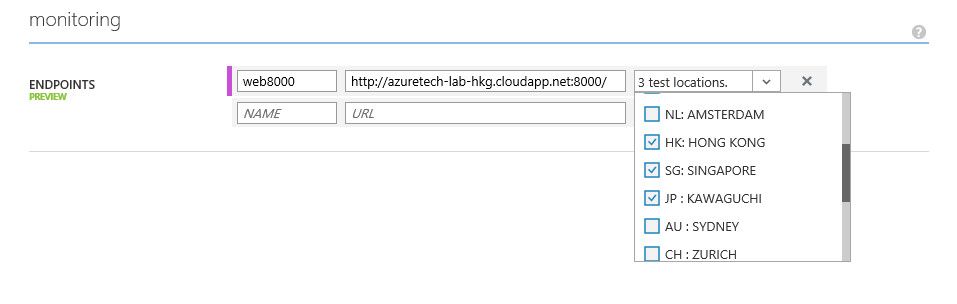 monitoring
?
ENDPOINTS
PREVIEW
web8000
http://azuretech-lab-hkg.cloudapp.net:8000/
3 test locations.
NAME
URL
NL: AMSTERDAM
HK: HONG KONG
SG: SINGAPORE
JP : KAWAGUCHI
AU : SYDNEY
CH : ZURICH